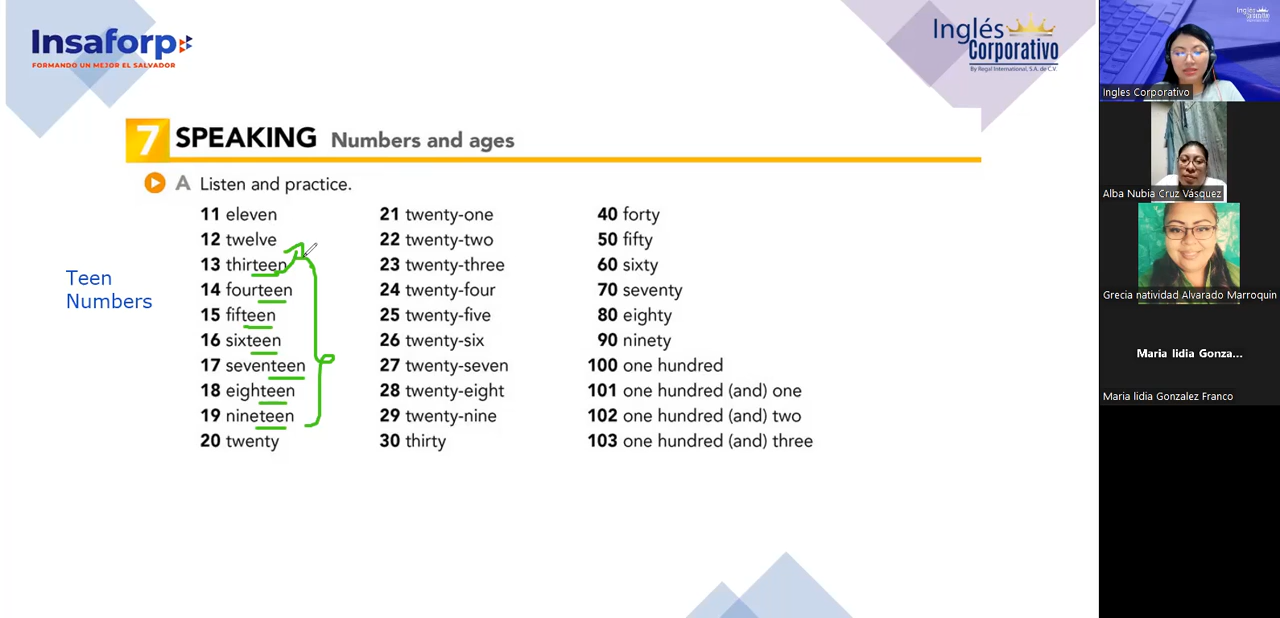 Insaforp
FORMANDO UN MEJOR EL SALVADOR
Inglés
Corporativo
By Regal International, S.A. de C.V.
7 SPEAKING Numbers and ages
A Listen and practice.
11 eleven
12 twelve
13 thirteen
14 fourteen
15 fifteen
16 sixteen
17 seventeen
18 eighteen
19 nineteen
20 twenty
21 twenty-one
22 twenty-two
23 twenty-three
24 twenty-four
25 twenty-five
26 twenty-six
27 twenty-seven
28 twenty-eight
29 twenty-nine
30 thirty
40 forty
50 fifty
60 sixty
70 seventy
80 eighty
90 ninety
100 one hundred
101 one hundred (and) one
102 one hundred (and) two
103 one hundred (and) three
Teen
Numbers
Inglés
Corporativo
Ingles Corporativo
Alba Nubia Cruz Vásquez
Grecia natividad Alvarado Marroquin
Maria lidia Gonza...
Maria lidia Gonzalez Franco